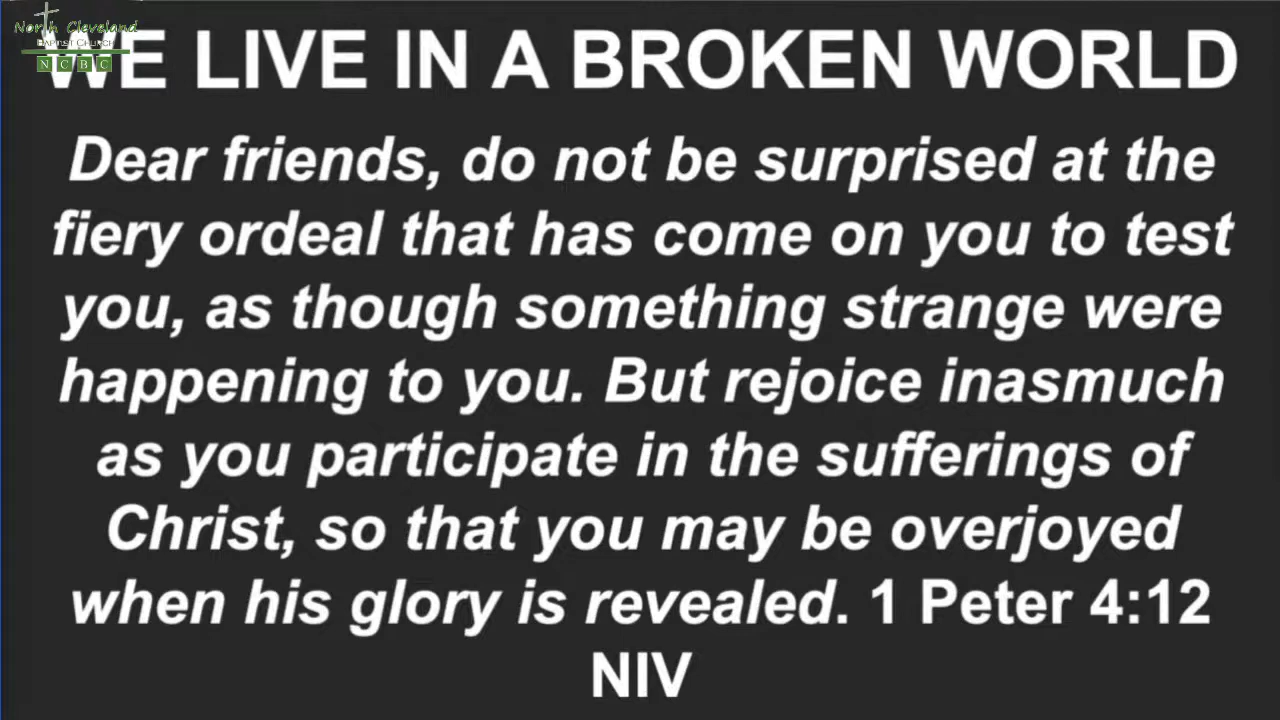 North Cleveland
BAPTIST CHURCH
NCBC
WE LIVE IN A BROKEN WORLD
Dear friends, do not be surprised at the
fiery ordeal that has come on you to test
you, as though something strange were
happening to you. But rejoice inasmuch
as you participate in the sufferings of
Christ, so that you may be overjoyed
when his glory is revealed. 1 Peter 4:12
NIV